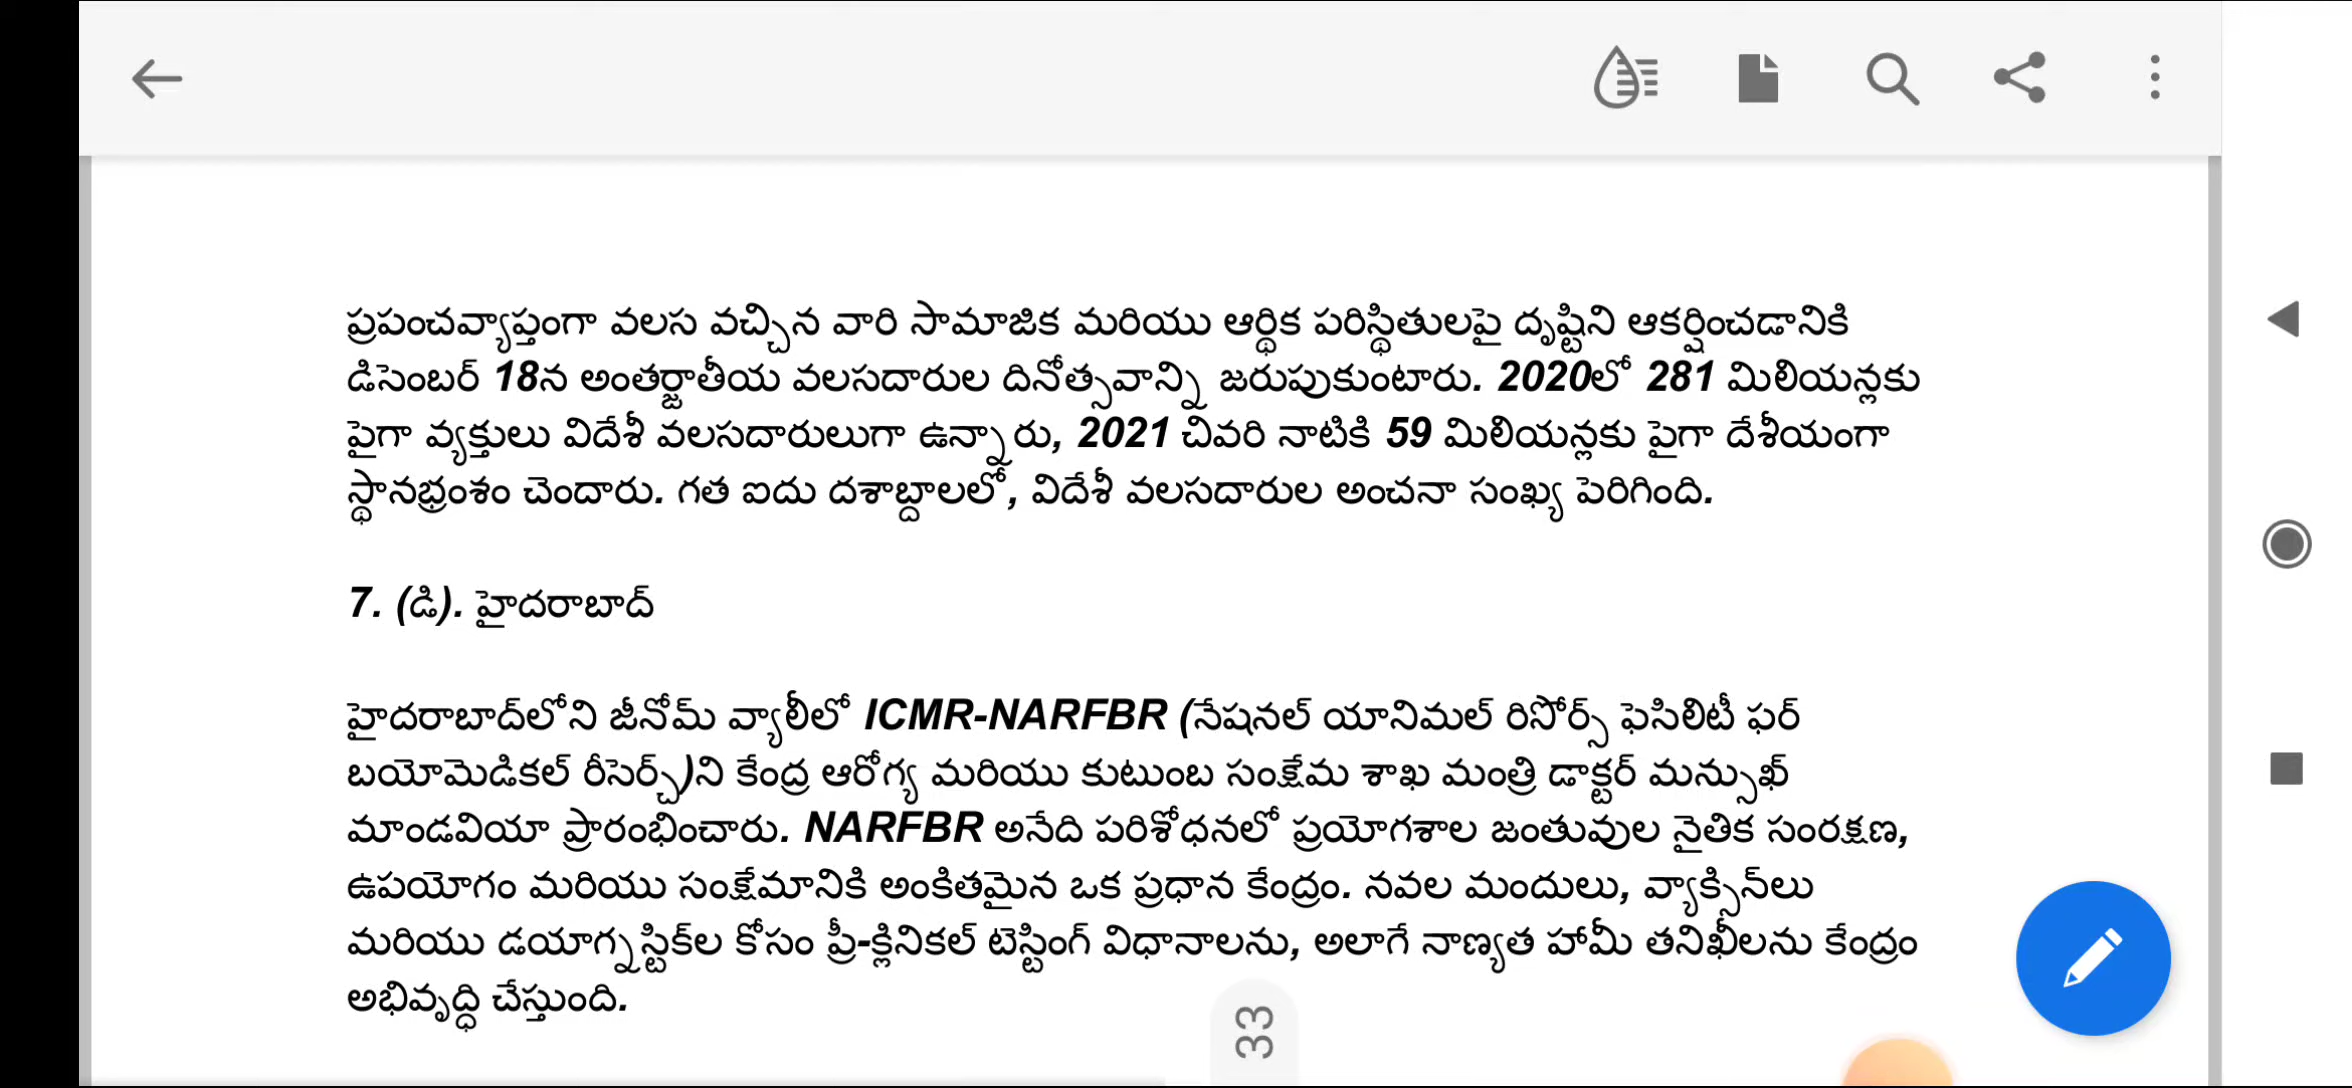 ప్రపంచవ్యాప్తంగా వలస వచ్చిన వారి సామాజిక మరియు ఆర్థిక పరిస్థితులపై దృష్టిని ఆకర్షించడానికి
డిసెంబర్ 18న అంతర్జాతీయ వలసదారుల దినోత్సవాన్ని జరుపుకుంటారు. 2020లో 281 మిలియన్లకు
పైగా వ్యక్తులు విదేశీ వలసదారులుగా ఉన్నారు, 2021 చివరి నాటికి 59 మిలియన్లకు పైగా దేశీయంగా
స్థానభ్రంశం చెందారు. గత ఐదు దశాబ్దాలలో, విదేశీ వలసదారుల అంచనా సంఖ్య పెరిగింది.
7. (డి). హైదరాబాద్
హైదరాబాద్‌లోని జీనోమ్ వ్యాలీలో ICMR-NARFBR (నేషనల్ యానిమల్ రిసోర్స్ ఫెసిలిటీ ఫర్
బయోమెడికల్ రీసెర్చ్)ని కేంద్ర ఆరోగ్య మరియు కుటుంబ సంక్షేమ శాఖ మంత్రి డాక్టర్ మన్సుఖ్
మాండవియా ప్రారంభించారు. NARFBR అనేది పరిశోధనలో ప్రయోగశాల జంతువుల నైతిక సంరక్షణ,
ఉపయోగం మరియు సంక్షేమానికి అంకితమైన ఒక ప్రధాన కేంద్రం. నవల మందులు, వ్యాక్సిన్‌లు
మరియు డయాగ్నస్టిక్‌ల కోసం ప్రీ-క్లినికల్ టెస్టింగ్ విధానాలను, అలాగే నాణ్యత హామీ తనిఖీలను కేంద్రం
అభివృద్ధి చేస్తుంది.
33